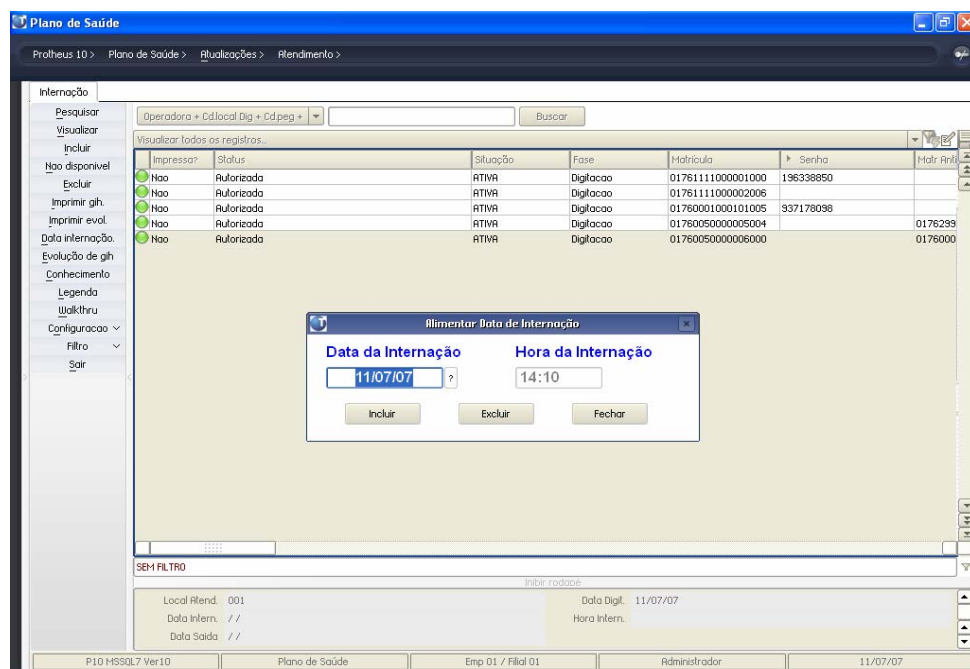 Plano de Saúde
Protheus 10 > Plano de Saúde > Atualizações > Atendimento >
Internação
Pesquisar
Visualizar
Incluir
Nao disponivel
Excluir
Imprimir gih.
Imprimir evol.
Data internação.
Evolução de gih
Conhecimento
Legenda
Walkthru
Configuracao
Filtro
Sair
Operadora + Cd.local Dig + Cd.peg + Buscar
Visualizar todos os registros...
Impressa? Status Situação Fase Matrícula Senha Matr Anti
Nao Autorizada ATIVA Digitacao 01761111000001000 196338850
Nao Autorizada ATIVA Digitacao 01761111000002006
Nao Autorizada ATIVA Digitacao 01760001000101005 937178098
Nao Autorizada ATIVA Digitacao 01760050000005004 0176299
Nao Autorizada ATIVA Digitacao 01760050000006000 0176000
Alimentar Data de Internação
Data da Internação Hora da Internação
11/07/07 ? 14:10
Incluir Excluir Fechar
SEM FILTRO
Inibir rodapé
Local Atend. 001 Data Digit. 11/07/07
Data Intern. / / Hora Intern.
Data Saida / /
P10 MSSQL7 Ver10 Plano de Saúde Emp 01 / Filial 01 Administrador 11/07/07